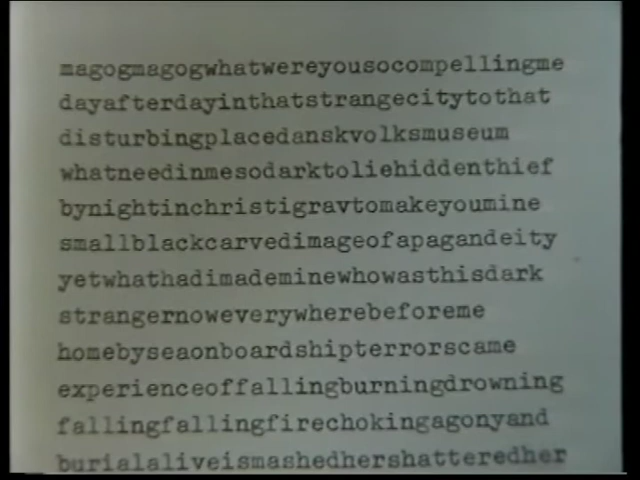 magogmagogwhatwereyousocompellingme
dayafterdayinthatstrangecitytothat
disturbingplacedanskvolksmuseum
whatneedinmesodarktoliehiddenthief
bynightinchristigravtomakeyoumine
smallblackcarvedimageofapagandeity
yetwhathadimademinewhowasthisdark
strangernoweverywherebeforeme
homebyseaonboardshipterrorscame
experienceoffallingburningdrowning
fallingfallingfirechokingagonyand
burialaliveismashedhershatteredher